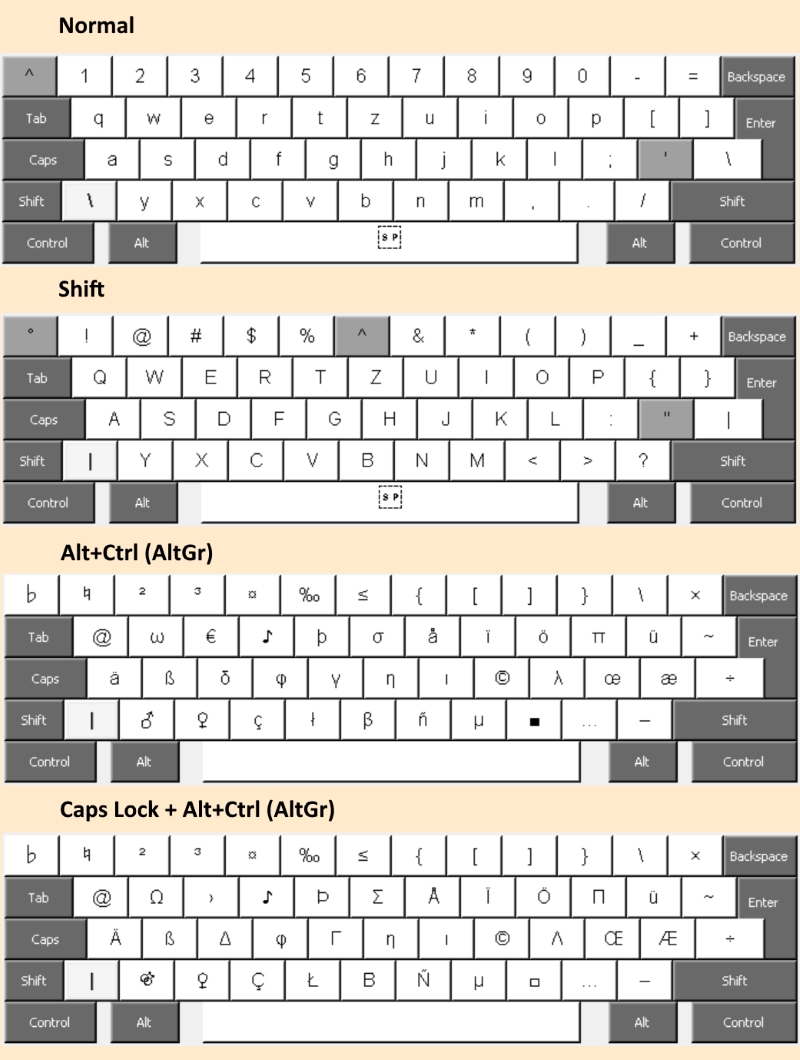 Normal
^ 1 2 3 4 5 6 7 8 9 0 - = Backspace
Tab q w e r t z u i o p [ ] Enter
Caps a s d f g h j k l ; ' \
Shift \ y x c v b n m , . / Shift
Control Alt SP Alt Control
Shift
° ! @ # $ % ^ & * ( ) _ + Backspace
Tab Q W E R T Z U I O P { } Enter
Caps A S D F G H J K L : " |
Shift | Y X C V B N M < > ? Shift
Control Alt SP Alt Control
Alt+Ctrl (AltGr)
♭ ♮ ² ³ ¤ ‰ ≤ { [ ] } \ × Backspace
Tab @ ω € ♪ þ σ å ï ö π ü ~ Enter
Caps ä ß δ φ γ η ι © λ œ æ ÷
Shift | ♂ ♀ ç ł β ñ µ ■ … – Shift
Control Alt Alt Control
Caps Lock + Alt+Ctrl (AltGr)
♭ ♮ ² ³ ¤ ‰ ≤ { [ ] } \ × Backspace
Tab @ Ω › ♪ Þ Σ Å Ï Ö Π ü ~ Enter
Caps Ä ß Δ φ Γ η ι © Λ Œ Æ ÷
Shift | ⚤ ♀ Ç Ł Β Ñ µ □ … – Shift
Control Alt Alt Control